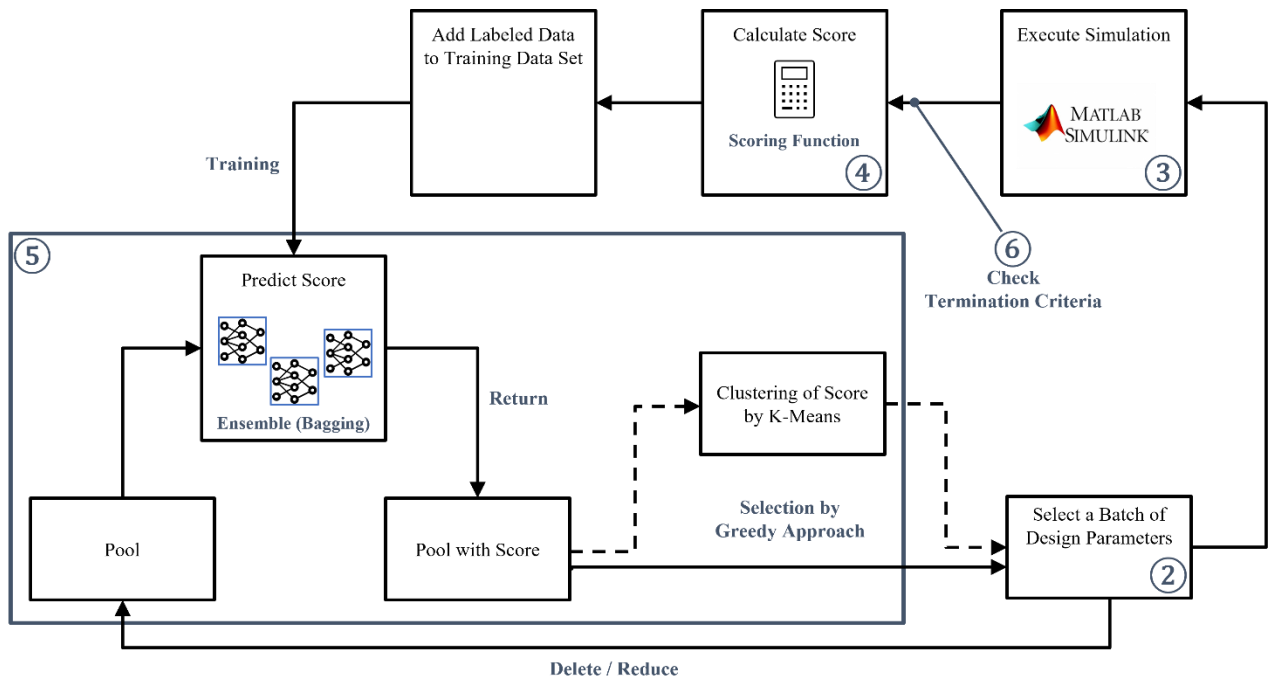 Add Labeled Data
to Training Data Set
Calculate Score
Scoring Function
4
Execute Simulation
MATLAB
SIMULINK
3
Training
6
Check
Termination Criteria
5
Predict Score
Ensemble (Bagging)
Return
Clustering of Score
by K-Means
Pool
Pool with Score
Selection by
Greedy Approach
Select a Batch of
Design Parameters
2
Delete / Reduce